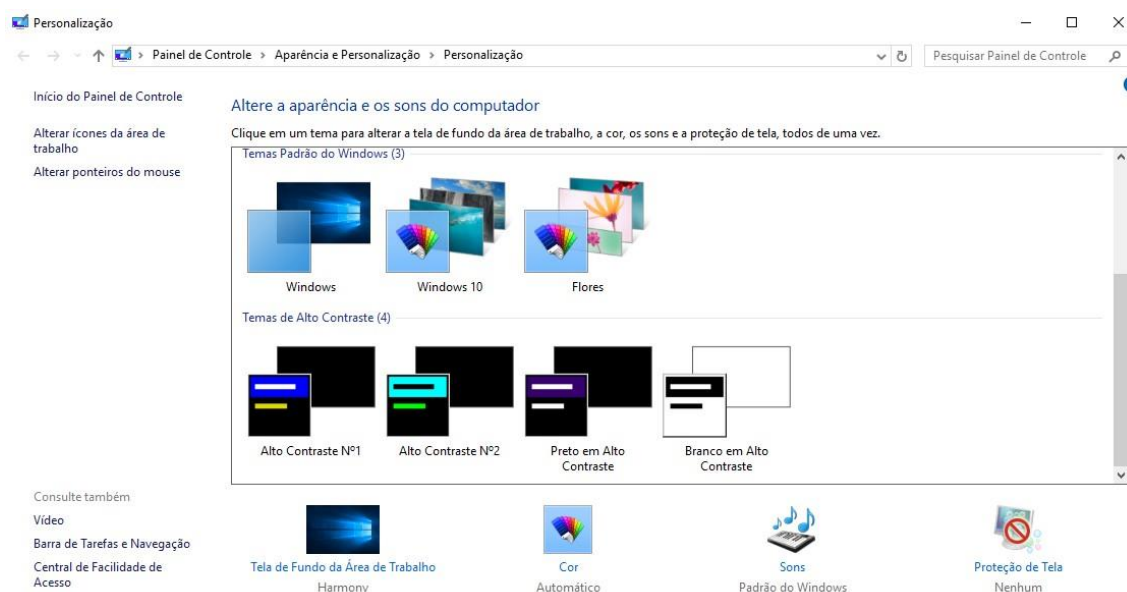 Personalização
Painel de Controle > Aparência e Personalização > Personalização
Pesquisar Painel de Controle
Início do Painel de Controle
Alterar ícones da área de
trabalho
Alterar ponteiros do mouse
Altere a aparência e os sons do computador
Clique em um tema para alterar a tela de fundo da área de trabalho, a cor, os sons e a proteção de tela, todos de uma vez.
Temas Padrão do Windows (3)
Windows
Windows 10
Flores
Temas de Alto Contraste (4)
Alto Contraste Nº1
Alto Contraste Nº2
Preto em Alto
Contraste
Branco em Alto
Contraste
Consulte também
Vídeo
Barra de Tarefas e Navegação
Central de Facilidade de
Acesso
Tela de Fundo da Área de Trabalho
Harmony
Cor
Automático
Sons
Padrão do Windows
Proteção de Tela
Nenhum